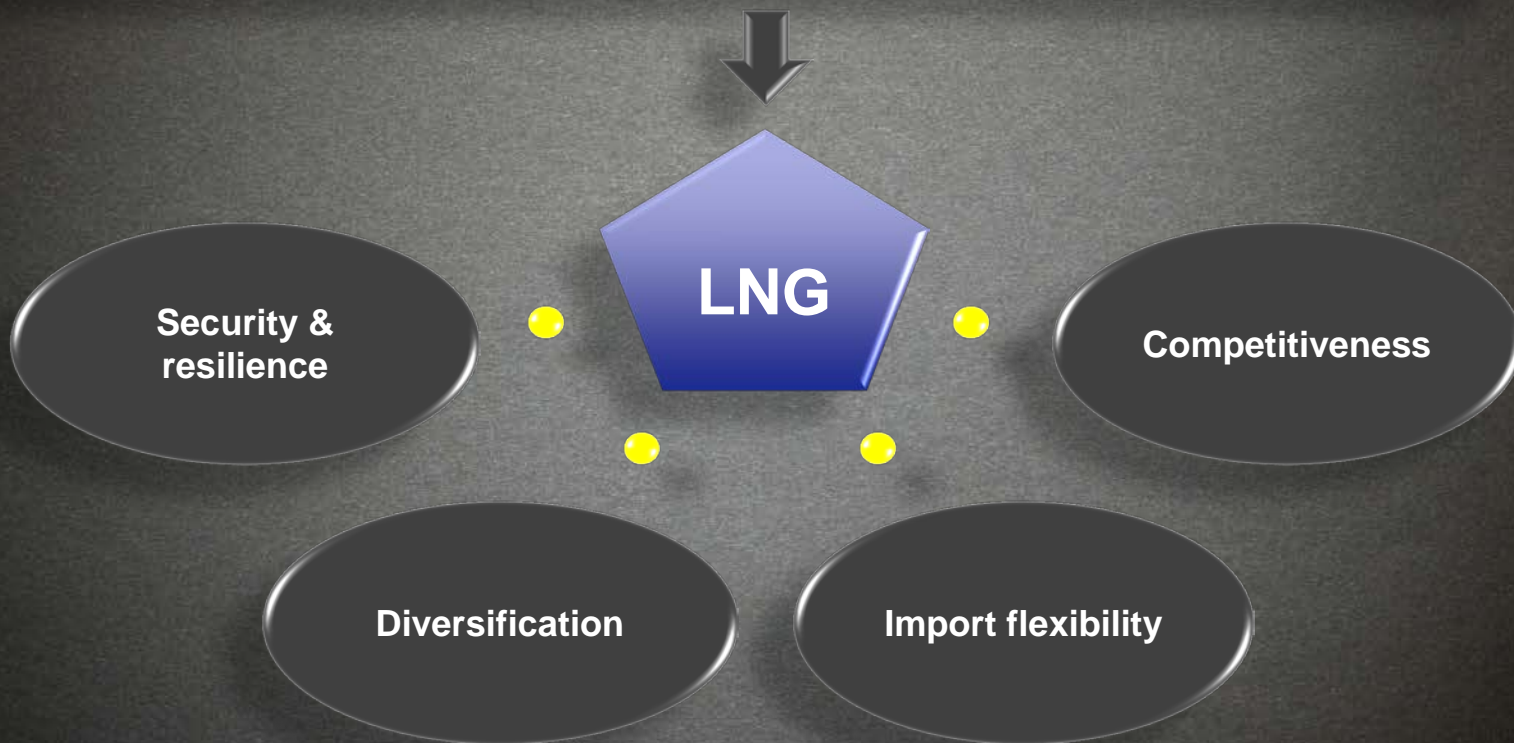 LNG
Security &
resilience
Competitiveness
Diversification
Import flexibility